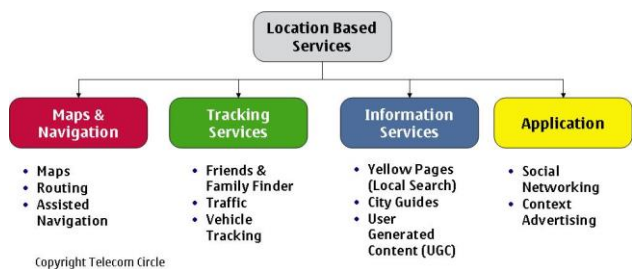 Location Based
Services
Maps &
Navigation
Tracking
Services
Information
Services
Application
• Maps
• Routing
• Assisted
Navigation
• Friends &
Family Finder
• Traffic
• Vehicle
Tracking
• Yellow Pages
(Local Search)
• City Guides
• User
Generated
Content (UGC)
• Social
Networking
• Context
Advertising
Copyright Telecom Circle